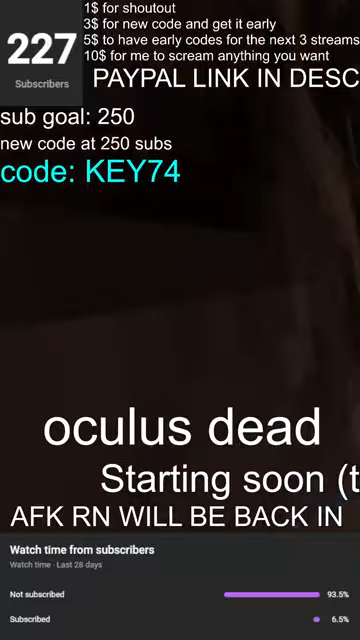 227
Subscribers
1$ for shoutout
3$ for new code and get it early
5$ to have early codes for the next 3 streams
10$ for me to scream anything you want
PAYPAL LINK IN DESC
sub goal: 250
new code at 250 subs
code: KEY74
oculus dead
Starting soon (t
AFK RN WILL BE BACK IN
Watch time from subscribers
Watch time · Last 28 days
Not subscribed 93.5%
Subscribed 6.5%